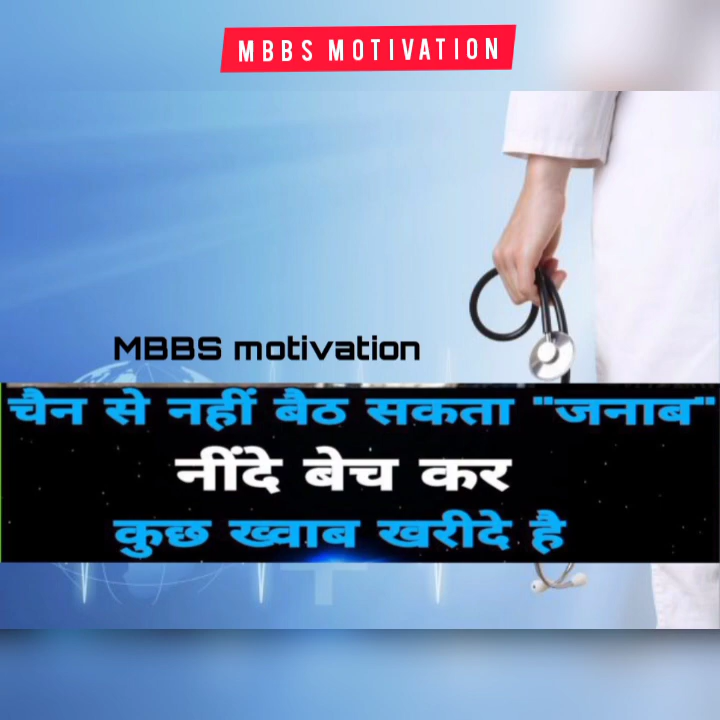 MBBS MOTIVATION
MBBS motivation
चैन से नहीं बैठ सकता "जनाब"
नींदे बेच कर
कुछ ख्वाब खरीदे है